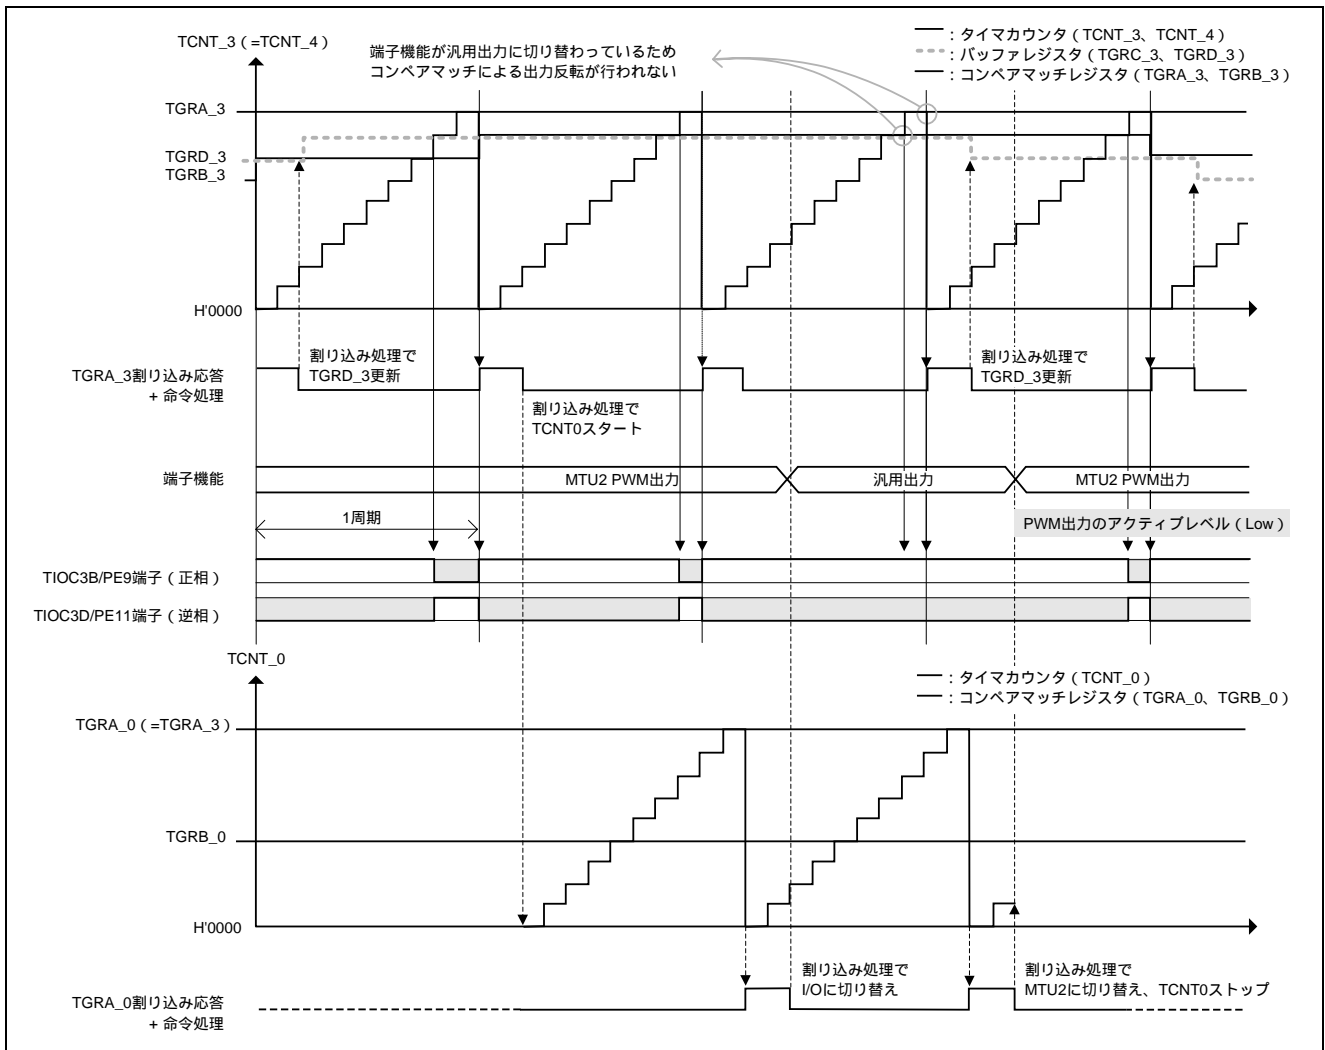 TCNT_3（=TCNT_4）
端子機能が汎用出力に切り替わっているため
コンペアマッチによる出力反転が行われない
：タイマカウンタ（TCNT_3、TCNT_4）
：バッファレジスタ（TGRC_3、TGRD_3）
：コンペアマッチレジスタ（TGRA_3、TGRB_3）
TGRA_3
TGRD_3
TGRB_3
H'0000
TGRA_3割り込み応答
+ 命令処理
割り込み処理で
TGRD_3更新
割り込み処理で
TCNT0スタート
割り込み処理で
TGRD_3更新
端子機能
MTU2 PWM出力
汎用出力
MTU2 PWM出力
1周期
PWM出力のアクティブレベル（Low）
TIOC3B/PE9端子（正相）
TIOC3D/PE11端子（逆相）
TCNT_0
：タイマカウンタ（TCNT_0）
：コンペアマッチレジスタ（TGRA_0、TGRB_0）
TGRA_0（=TGRA_3）
TGRB_0
H'0000
TGRA_0割り込み応答
+ 命令処理
割り込み処理で
I/Oに切り替え
割り込み処理で
MTU2に切り替え、TCNT0ストップ